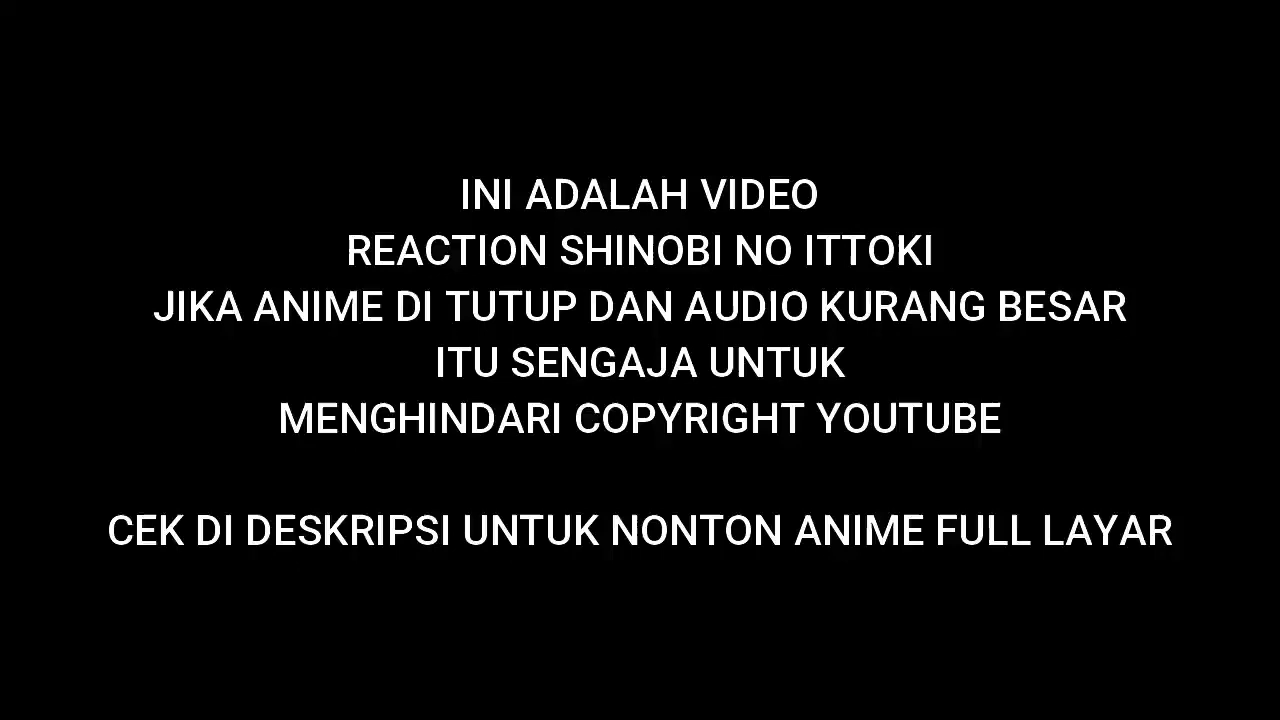 INI ADALAH VIDEO
REACTION SHINOBI NO ITTOKI
JIKA ANIME DI TUTUP DAN AUDIO KURANG BESAR
ITU SENGAJA UNTUK
MENGHINDARI COPYRIGHT YOUTUBE
CEK DI DESKRIPSI UNTUK NONTON ANIME FULL LAYAR